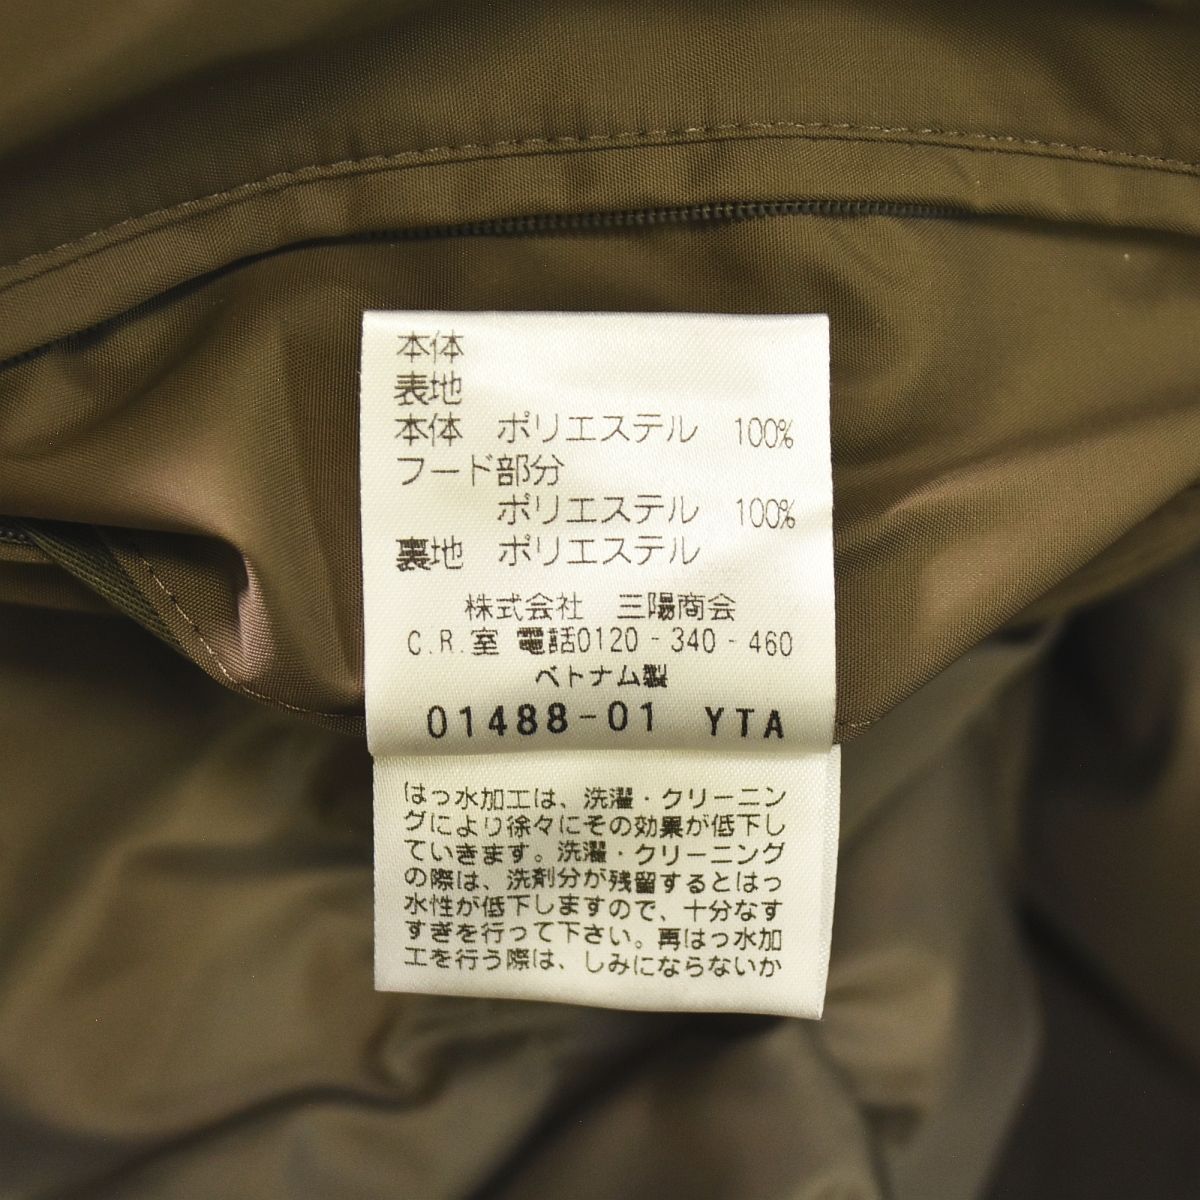 本体
表地
本体 ポリエステル 100%
フード部分
ポリエステル 100%
裏地 ポリエステル
株式会社 三陽商会
C.R.室 電話0120-340-460
ベトナム製
01488-01 YTA
はっ水加工は、洗濯・クリーニン
グにより徐々にその効果が低下し
ていきます。洗濯・クリーニング
の際は、洗剤分が残留するとはっ
水性が低下しますので、十分なす
すぎを行って下さい。再はっ水加
工を行う際は、しみにならないか